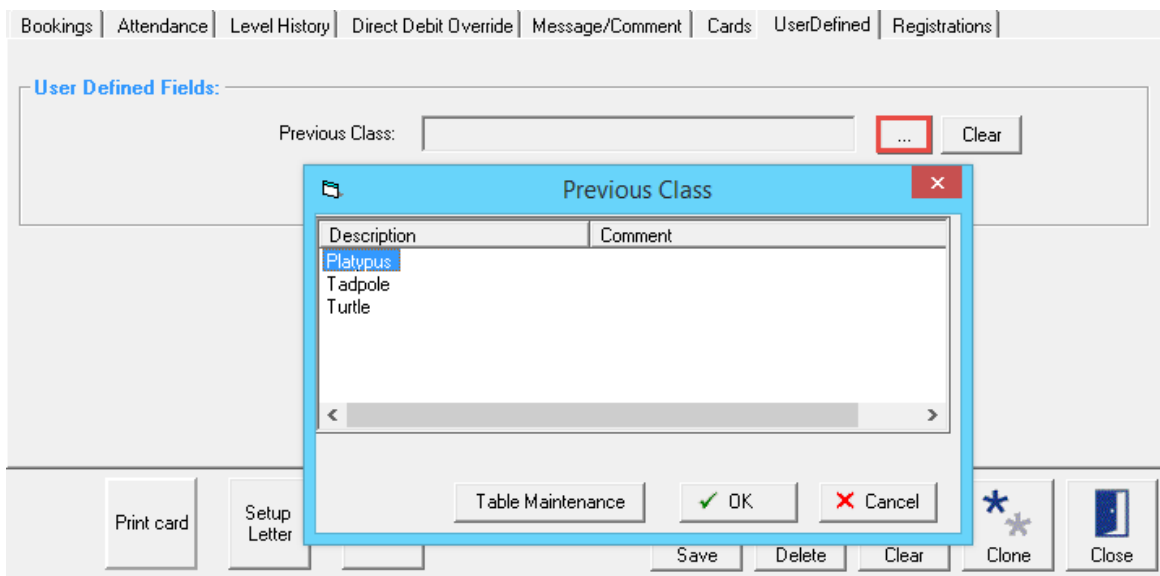 Bookings Attendance Level History Direct Debit Override Message/Comment Cards UserDefined Registrations
User Defined Fields:
Previous Class: ... Clear
Previous Class
Description Comment
Platypus
Tadpole
Turtle
Table Maintenance OK Cancel
Print card Setup Letter Save Delete Clear Clone Close